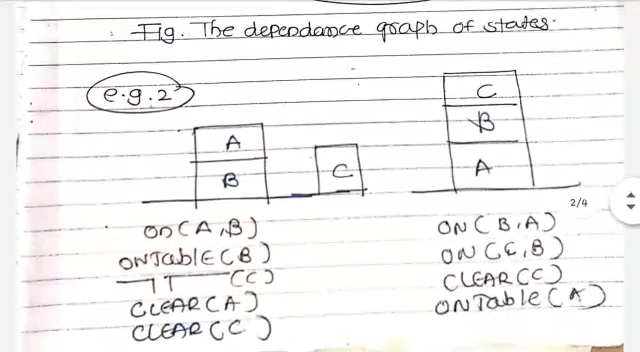 Fig. The dependance graph of states.
e.g.2
A
B
C
C
B
A
2/4
ON(A,B)
ONTablE(B)
—"— (C)
CLEAR(A)
CLEAR(C)
ON(B,A)
ON(C,B)
CLEAR(C)
ONTable(A)